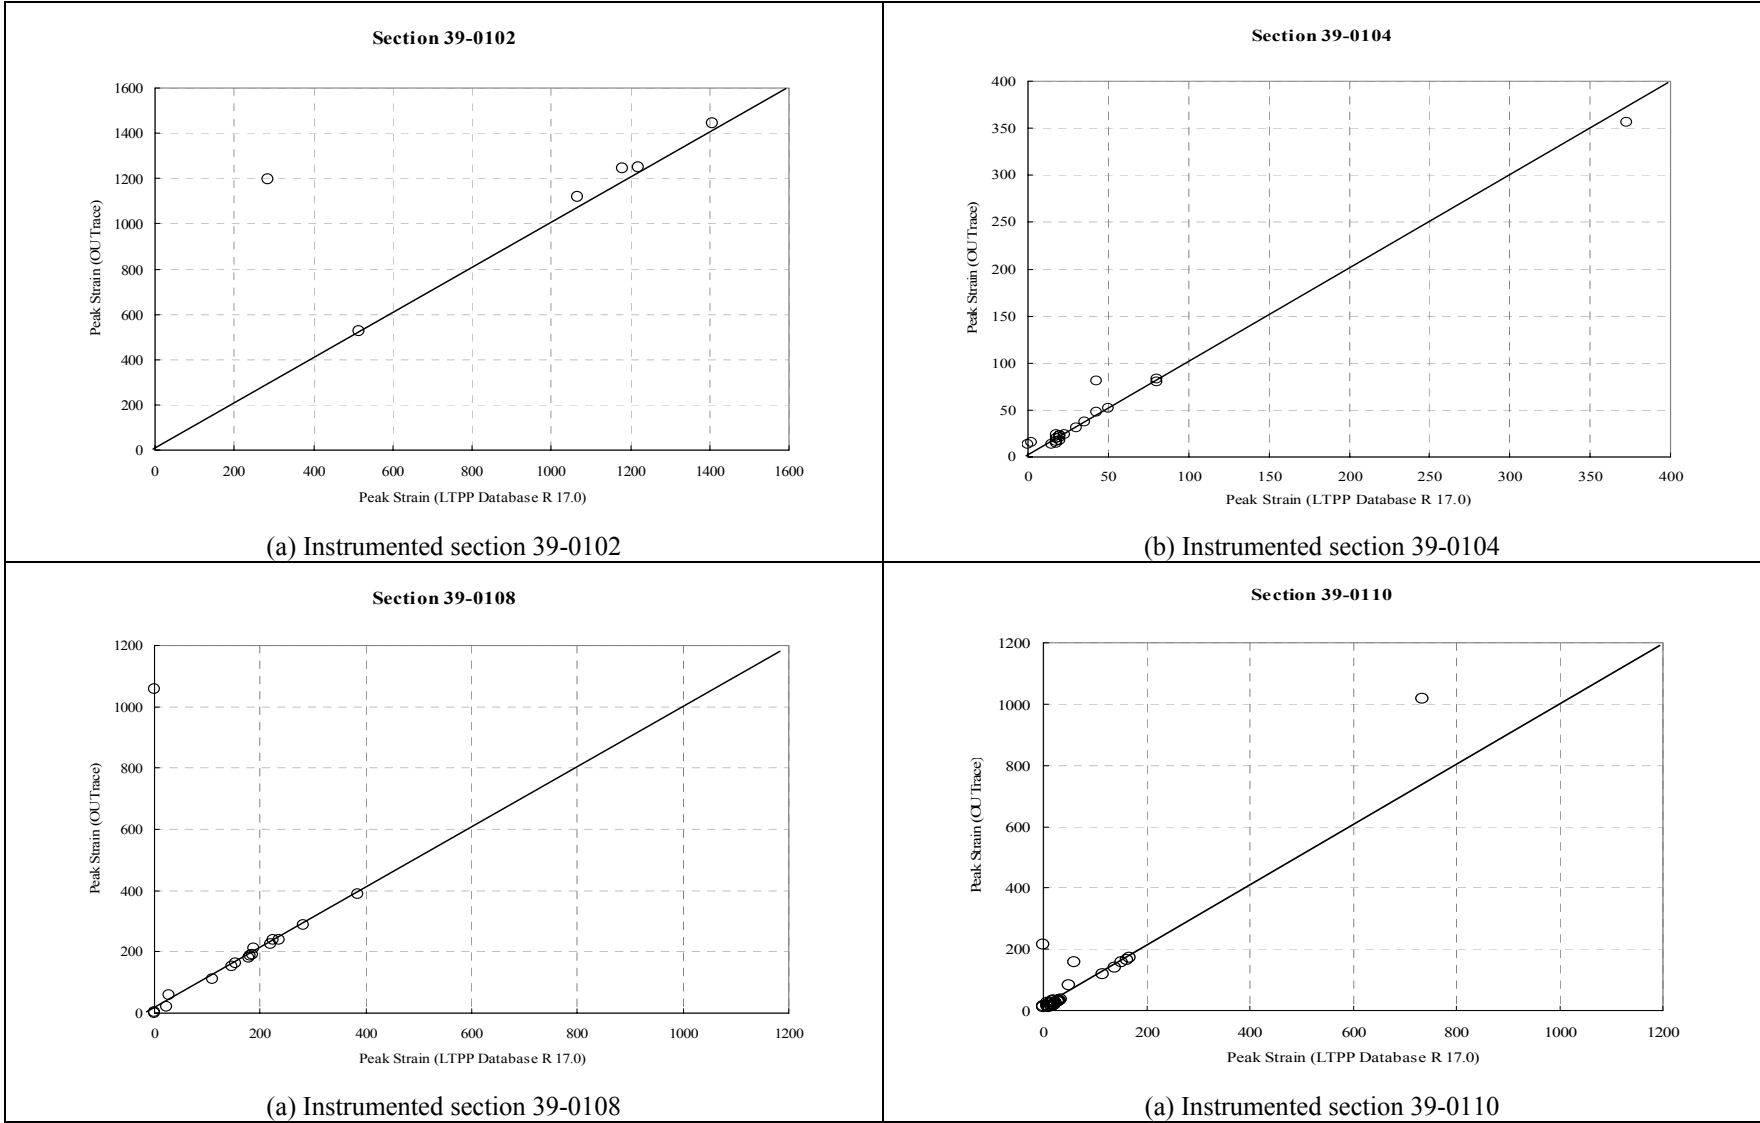 Section 39-0102
1600
1400
1200
1000
800
600
400
200
0
Peak Strain (OU Trace)
0 200 400 600 800 1000 1200 1400 1600
Peak Strain (LTPP Database R 17.0)
(a) Instrumented section 39-0102
Section 39-0104
400
350
300
250
200
150
100
50
0
Peak Strain (OU Trace)
0 50 100 150 200 250 300 350 400
Peak Strain (LTPP Database R 17.0)
(b) Instrumented section 39-0104
Section 39-0108
1200
1000
800
600
400
200
0
Peak Strain (OU Trace)
0 200 400 600 800 1000 1200
Peak Strain (LTPP Database R 17.0)
(a) Instrumented section 39-0108
Section 39-0110
1200
1000
800
600
400
200
0
Peak Strain (OU Trace)
0 200 400 600 800 1000 1200
Peak Strain (LTPP Database R 17.0)
(a) Instrumented section 39-0110